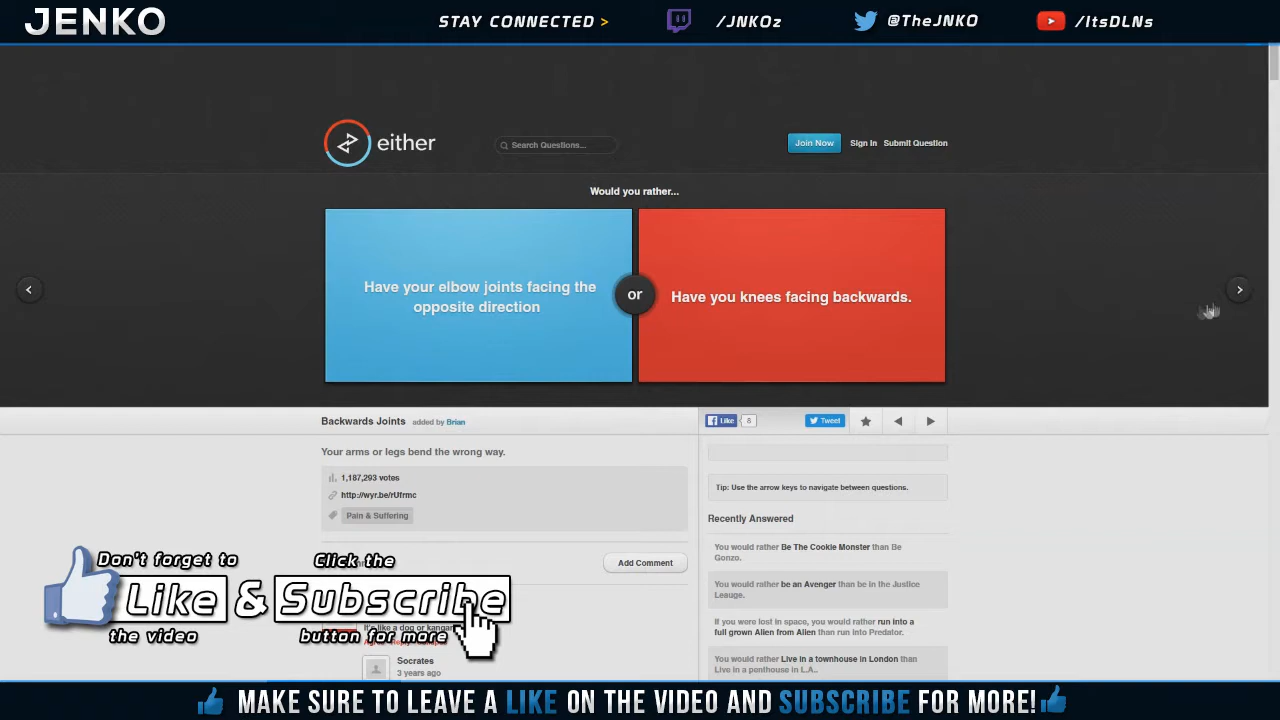 JENKO
STAY CONNECTED >
/JNKOz
@TheJNKO
/ItsDLNs
either
Search Questions...
Join Now
Sign In
Submit Question
Would you rather...
Have your elbow joints facing the
opposite direction
or
Have you knees facing backwards.
Backwards Joints added by Brian
Like 8
Tweet
Your arms or legs bend the wrong way.
1,187,293 votes
http://wyr.be/rUfrmc
Pain & Suffering
Tip: Use the arrow keys to navigate between questions.
Recently Answered
You would rather Be The Cookie Monster than Be
Gonzo.
You would rather be an Avenger than be in the Justice
Leauge.
If you were lost in space, you would rather run into a
full grown Alien from Alien than run into Predator.
You would rather Live in a townhouse in London than
Live in a penthouse in L.A..
Add Comment
Don't forget to
Like &
the video
Click the
Subscribe
button for more
It's like a dog or
Socrates
3 years ago
MAKE SURE TO LEAVE A LIKE ON THE VIDEO AND SUBSCRIBE FOR MORE!